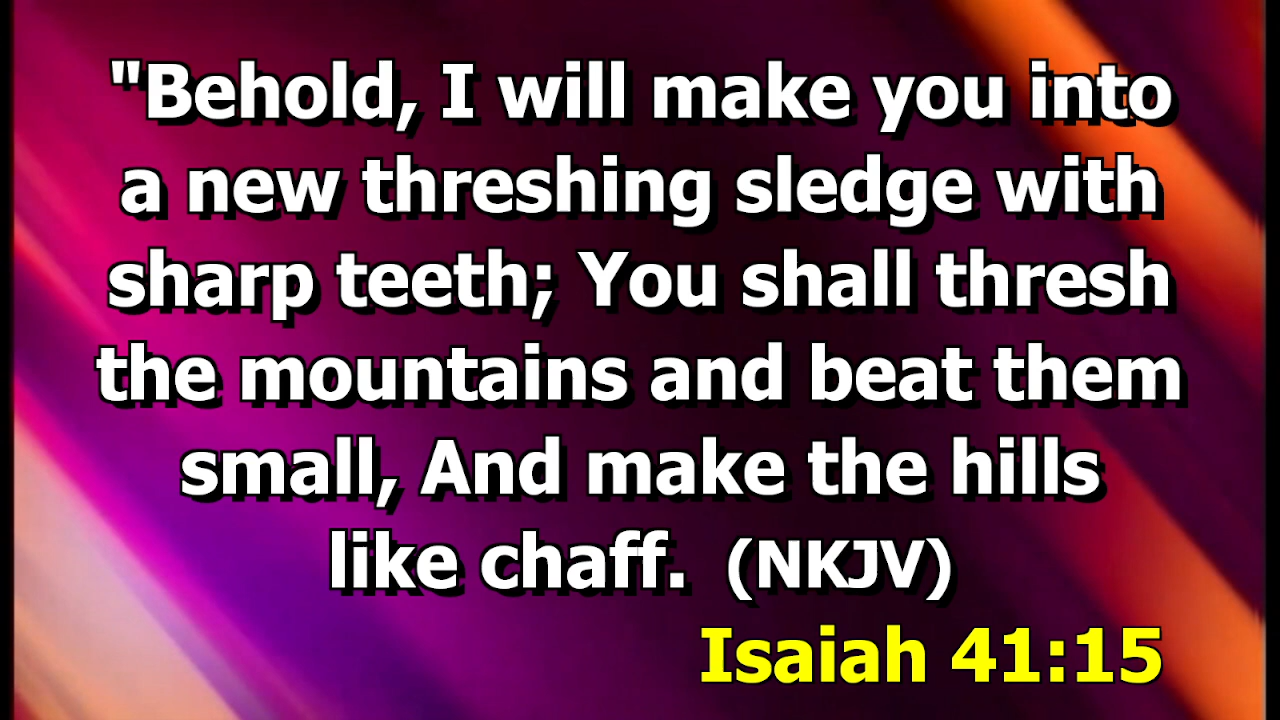 "Behold, I will make you into
a new threshing sledge with
sharp teeth; You shall thresh
the mountains and beat them
small, And make the hills
like chaff.  (NKJV)
Isaiah 41:15